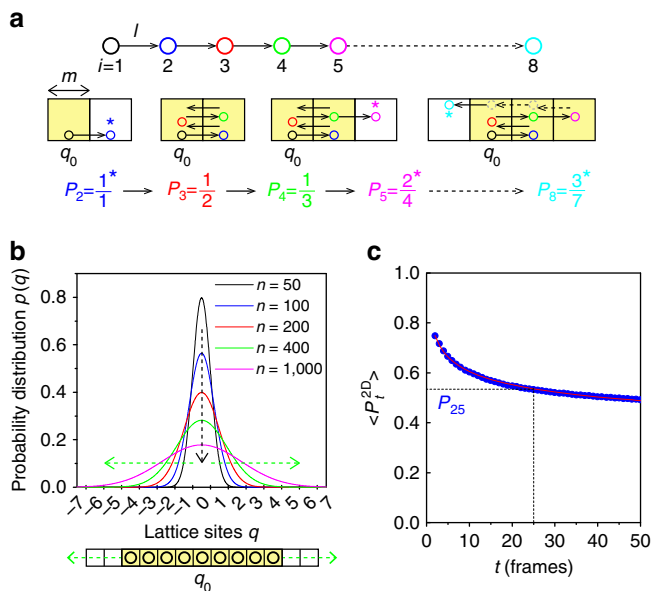 a
l
i=1 2 3 4 5 8
m
* * *
q0 q0 q0 q0
P2=1/1* P3=1/2 P4=1/3 P5=2/4* P8=3/7*
b
Probability distribution p(q)
0.8
0.6
0.4
0.2
0.0
n = 50
n = 100
n = 200
n = 400
n = 1,000
–7 –6 –5 –4 –3 –2 –1 0 1 2 3 4 5 6 7
Lattice sites q
q0
c
<Pt2D>
1.0
0.8
0.6
0.4
0.2
0.0
P25
0 10 20 30 40 50
t (frames)